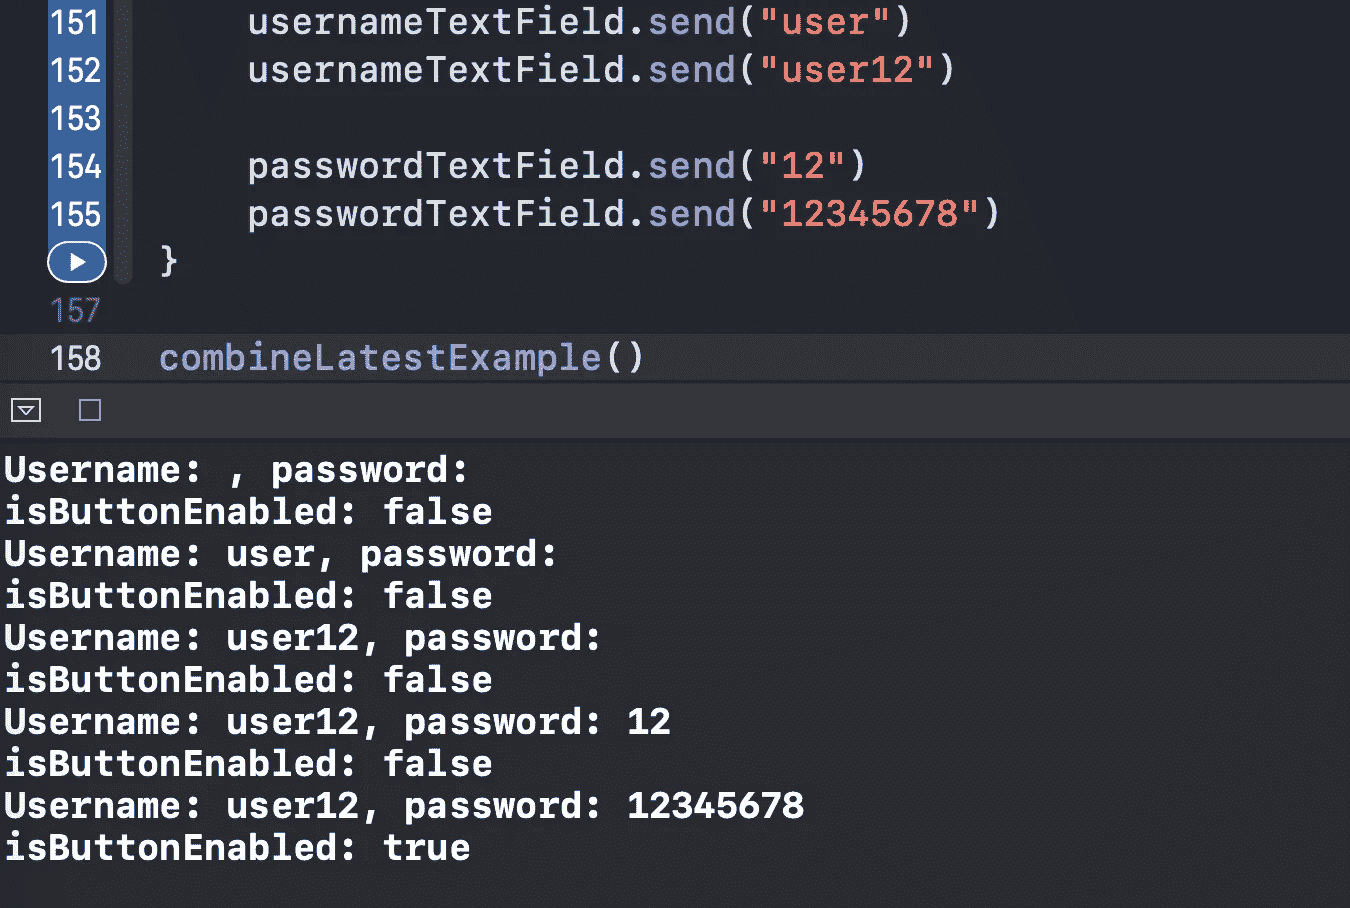 151 usernameTextField.send("user")
152 usernameTextField.send("user12")
153
154 passwordTextField.send("12")
155 passwordTextField.send("12345678")
}
157
158 combineLatestExample()
Username: , password:
isButtonEnabled: false
Username: user, password:
isButtonEnabled: false
Username: user12, password:
isButtonEnabled: false
Username: user12, password: 12
isButtonEnabled: false
Username: user12, password: 12345678
isButtonEnabled: true